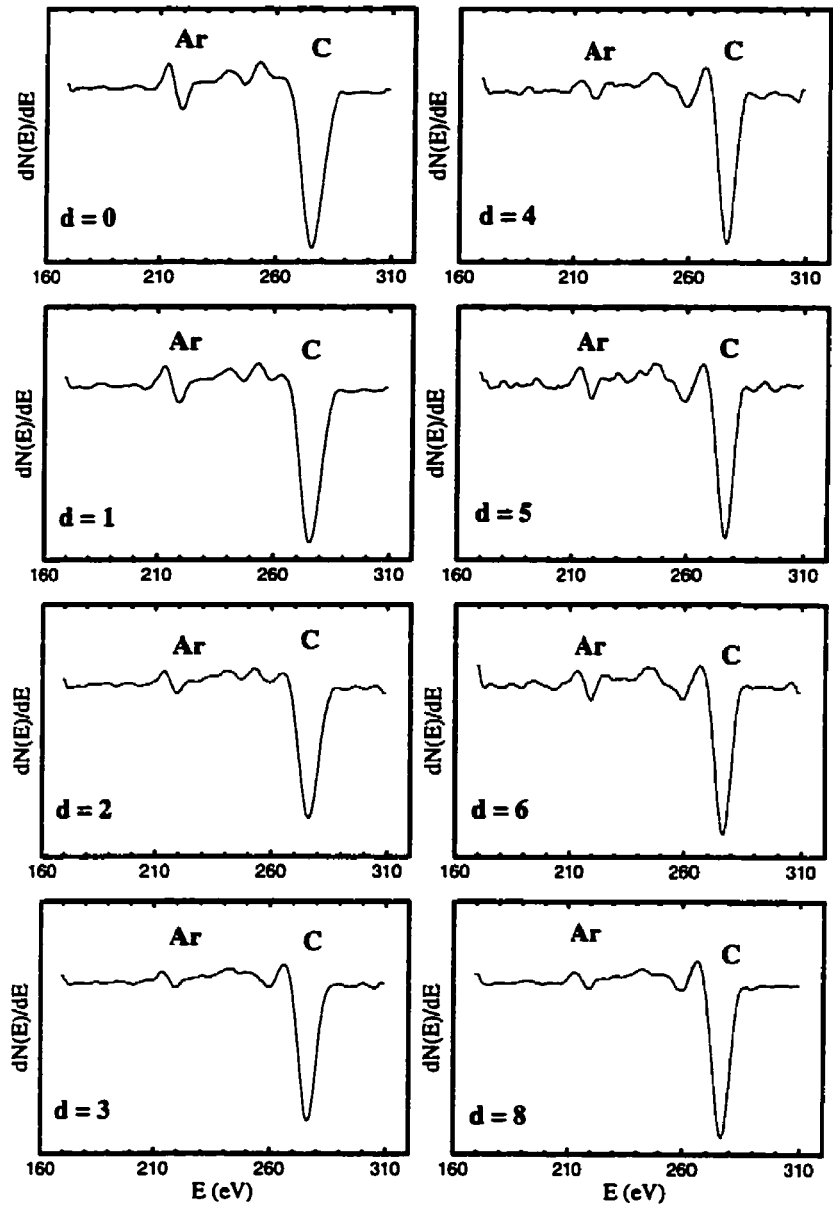 Ar
C
dN(E)/dE
d = 0
160
210
260
310
Ar
C
dN(E)/dE
d = 4
160
210
260
310
Ar
C
dN(E)/dE
d = 1
160
210
260
310
Ar
C
dN(E)/dE
d = 5
160
210
260
310
Ar
C
dN(E)/dE
d = 2
160
210
260
310
Ar
C
dN(E)/dE
d = 6
160
210
260
310
Ar
C
dN(E)/dE
d = 3
160
210
260
310
E (eV)
Ar
C
dN(E)/dE
d = 8
160
210
260
310
E (eV)